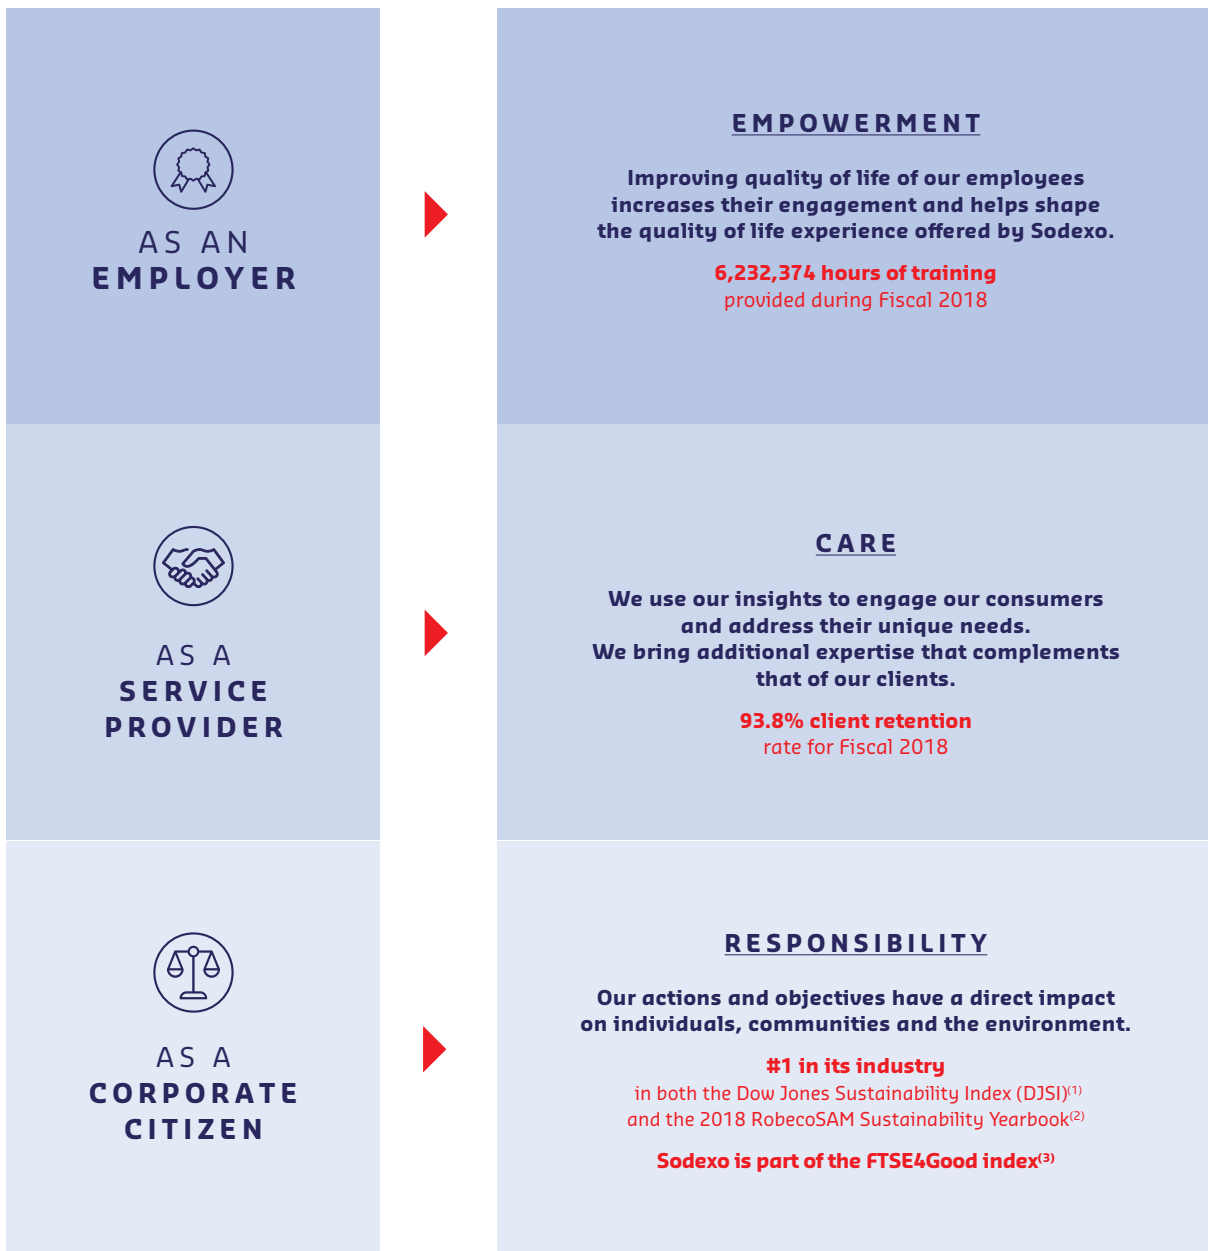 AS AN
EMPLOYER
EMPOWERMENT
Improving quality of life of our employees
increases their engagement and helps shape
the quality of life experience offered by Sodexo.
6,232,374 hours of training
provided during Fiscal 2018
AS A
SERVICE
PROVIDER
CARE
We use our insights to engage our consumers
and address their unique needs.
We bring additional expertise that complements
that of our clients.
93.8% client retention
rate for Fiscal 2018
AS A
CORPORATE
CITIZEN
RESPONSIBILITY
Our actions and objectives have a direct impact
on individuals, communities and the environment.
#1 in its industry
in both the Dow Jones Sustainability Index (DJSI)(1)
and the 2018 RobecoSAM Sustainability Yearbook(2)
Sodexo is part of the FTSE4Good index(3)